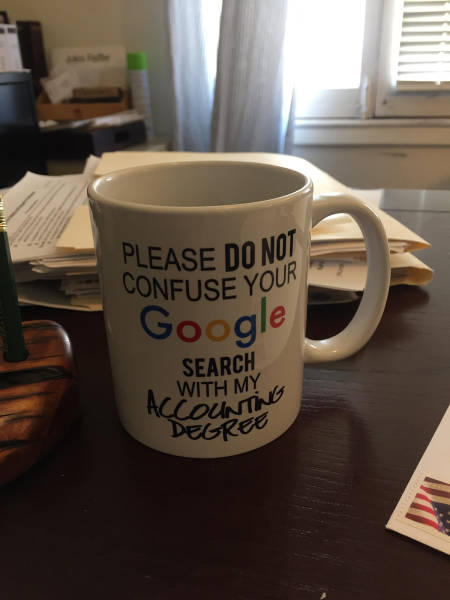 PLEASE DO NOT
CONFUSE YOUR
Google
SEARCH
WITH MY
ACCOUNTING
DEGREE